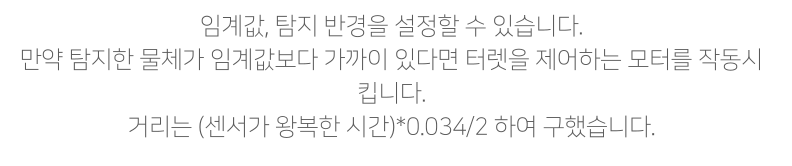 임계값, 탐지 반경을 설정할 수 있습니다.
만약 탐지한 물체가 임계값보다 가까이 있다면 터렛을 제어하는 모터를 작동시
킵니다.
거리는 (센서가 왕복한 시간)*0.034/2 하여 구했습니다.